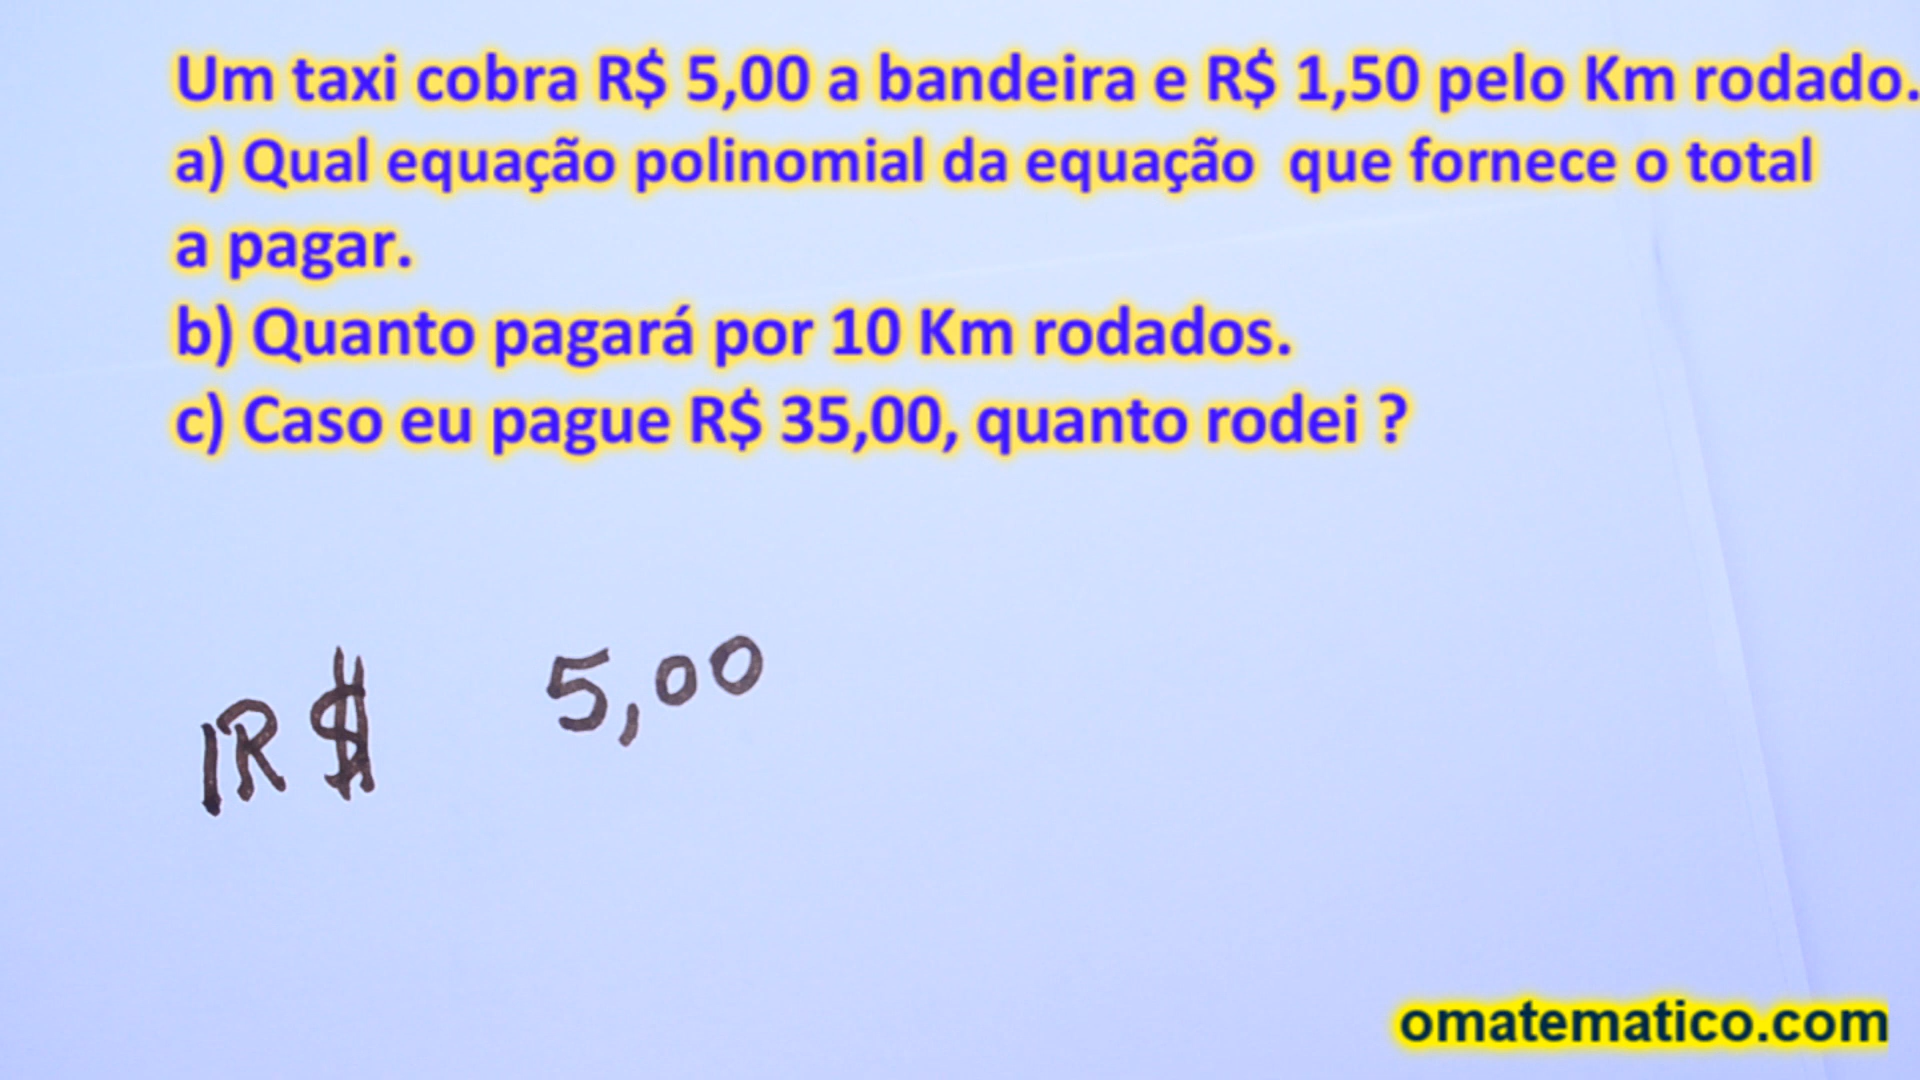 Um taxi cobra R$ 5,00 a bandeira e R$ 1,50 pelo Km rodado.
a) Qual equação polinomial da equação que fornece o total
a pagar.
b) Quanto pagará por 10 Km rodados.
c) Caso eu pague R$ 35,00, quanto rodei ?
R$ 5,00
omatematico.com